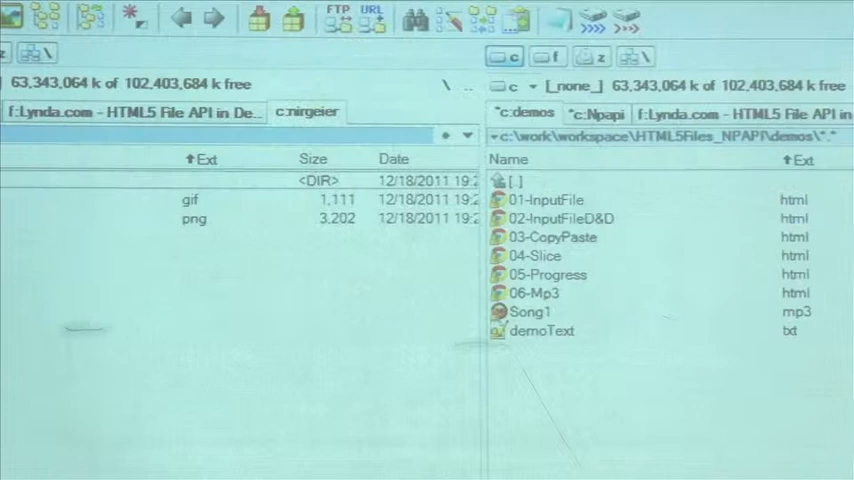 FTP URL
z \ c f z \
63,343,064 k of 102,403,684 k free \ .. c [_none_] 63,343,064 k of 102,403,684 k free
f:Lynda.com - HTML5 File API in De... c:nirgeier *c:demos *c:Npapi f:Lynda.com - HTML5 File API in
c:\work\workspace\HTML5Files_NPAPI\demos\*.*
Ext Size Date Name Ext
<DIR> 12/18/2011 19:2 [..]
gif 1,111 12/18/2011 19:2 01-InputFile html
png 3,202 12/18/2011 19:2 02-InputFileD&D html
03-CopyPaste html
04-Slice html
05-Progress html
06-Mp3 html
Song1 mp3
demoText txt